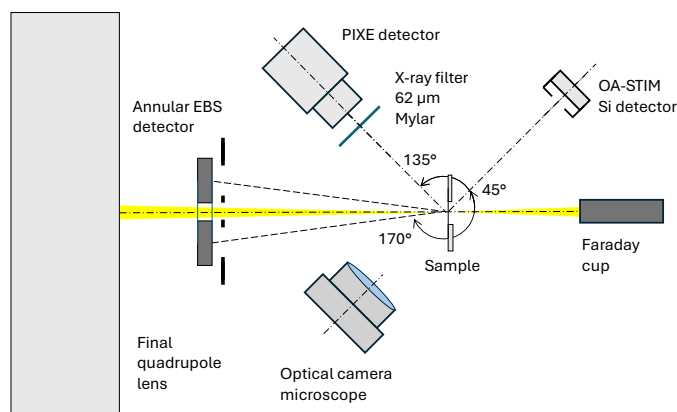 PIXE detector
X-ray filter
62 µm
Mylar
OA-STIM
Si detector
Annular EBS
detector
135°
45°
170°
Sample
Faraday
cup
Final
quadrupole
lens
Optical camera
microscope